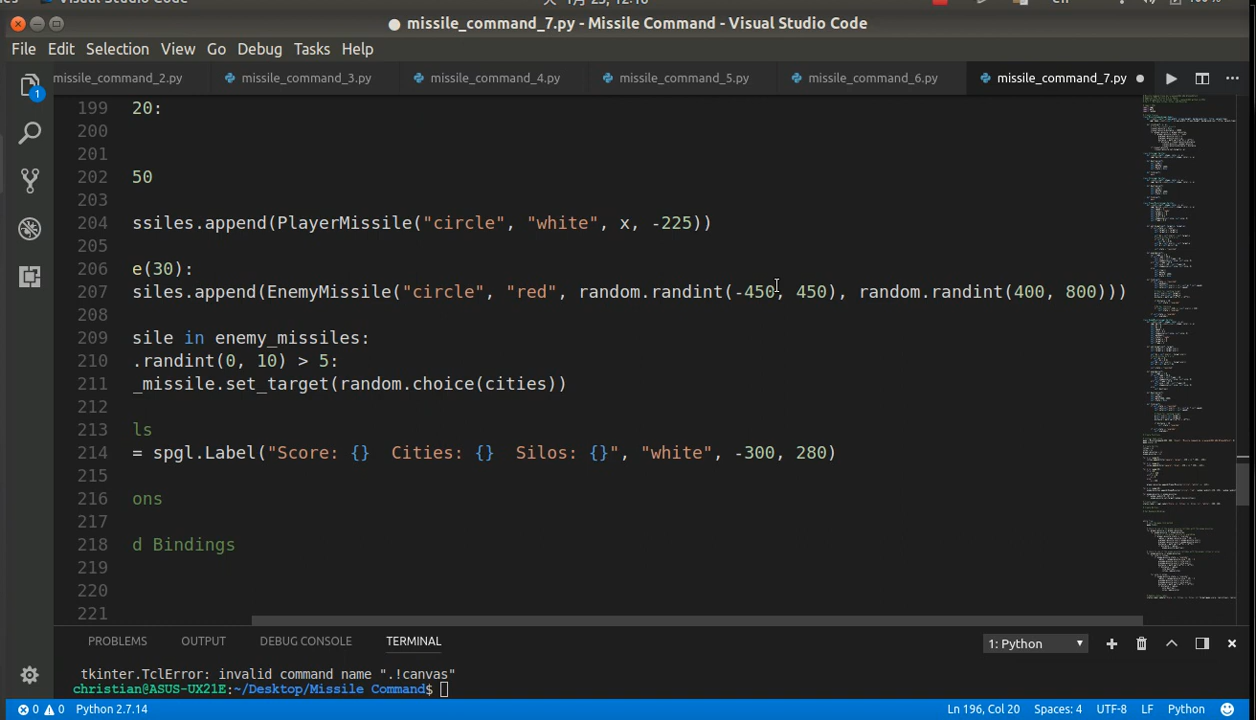 missile_command_7.py - Missile Command - Visual Studio Code
File Edit Selection View Go Debug Tasks Help
missile_command_2.py missile_command_3.py missile_command_4.py missile_command_5.py missile_command_6.py missile_command_7.py
1
199 20:
200
201
202 50
203
204 ssiles.append(PlayerMissile("circle", "white", x, -225))
205
206 e(30):
207 siles.append(EnemyMissile("circle", "red", random.randint(-450, 450), random.randint(400, 800)))
208
209 sile in enemy_missiles:
210 .randint(0, 10) > 5:
211 _missile.set_target(random.choice(cities))
212
213 ls
214 = spgl.Label("Score: {}  Cities: {}  Silos: {}", "white", -300, 280)
215
216 ons
217
218 d Bindings
219
220
221
PROBLEMS OUTPUT DEBUG CONSOLE TERMINAL 1: Python
tkinter.TclError: invalid command name ".!canvas"
christian@ASUS-UX21E:~/Desktop/Missile Command$
0 0 Python 2.7.14 Ln 196, Col 20 Spaces: 4 UTF-8 LF Python